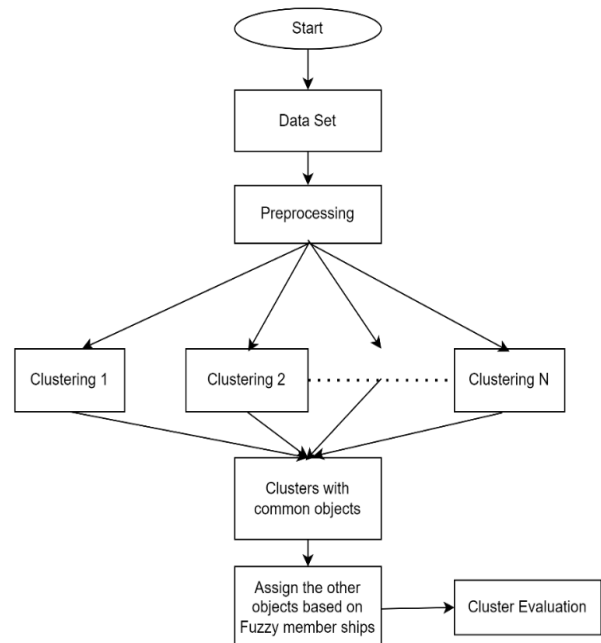 Start
Data Set
Preprocessing
Clustering 1
Clustering 2
Clustering N
Clusters with
common objects
Assign the other
objects based on
Fuzzy member ships
Cluster Evaluation